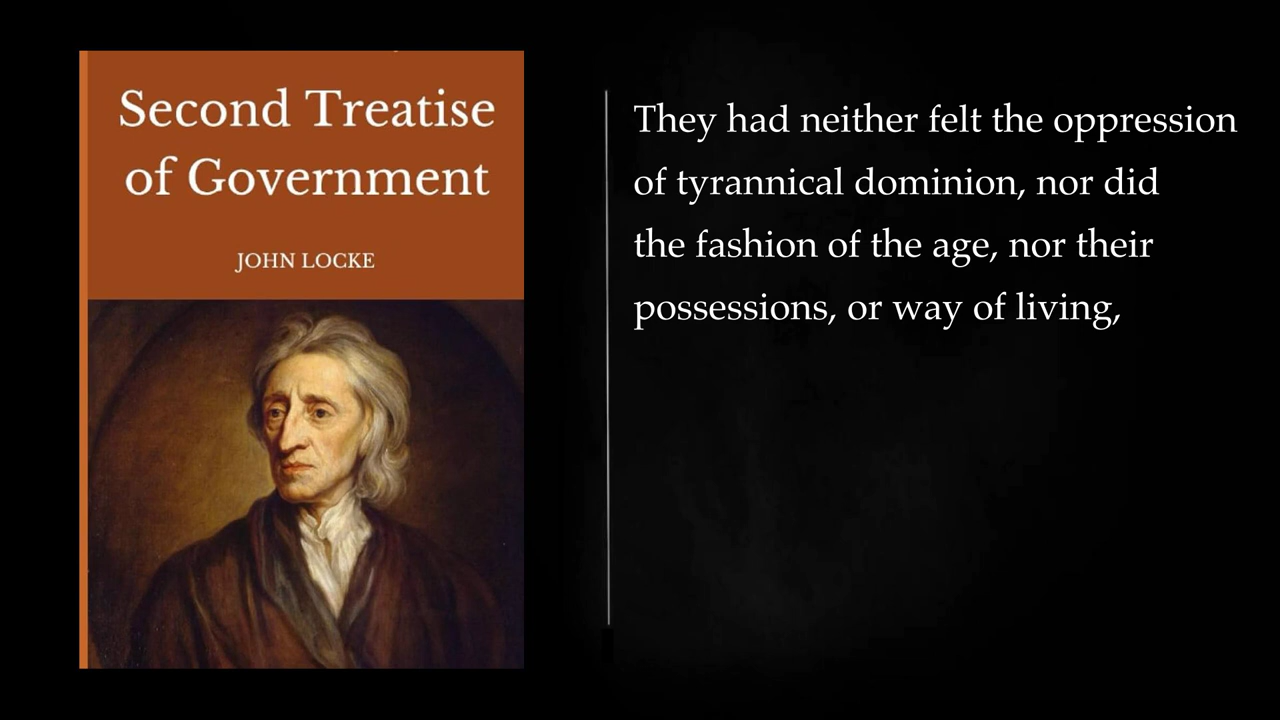 Second Treatise
of Government
JOHN LOCKE
They had neither felt the oppression
of tyrannical dominion, nor did
the fashion of the age, nor their
possessions, or way of living,